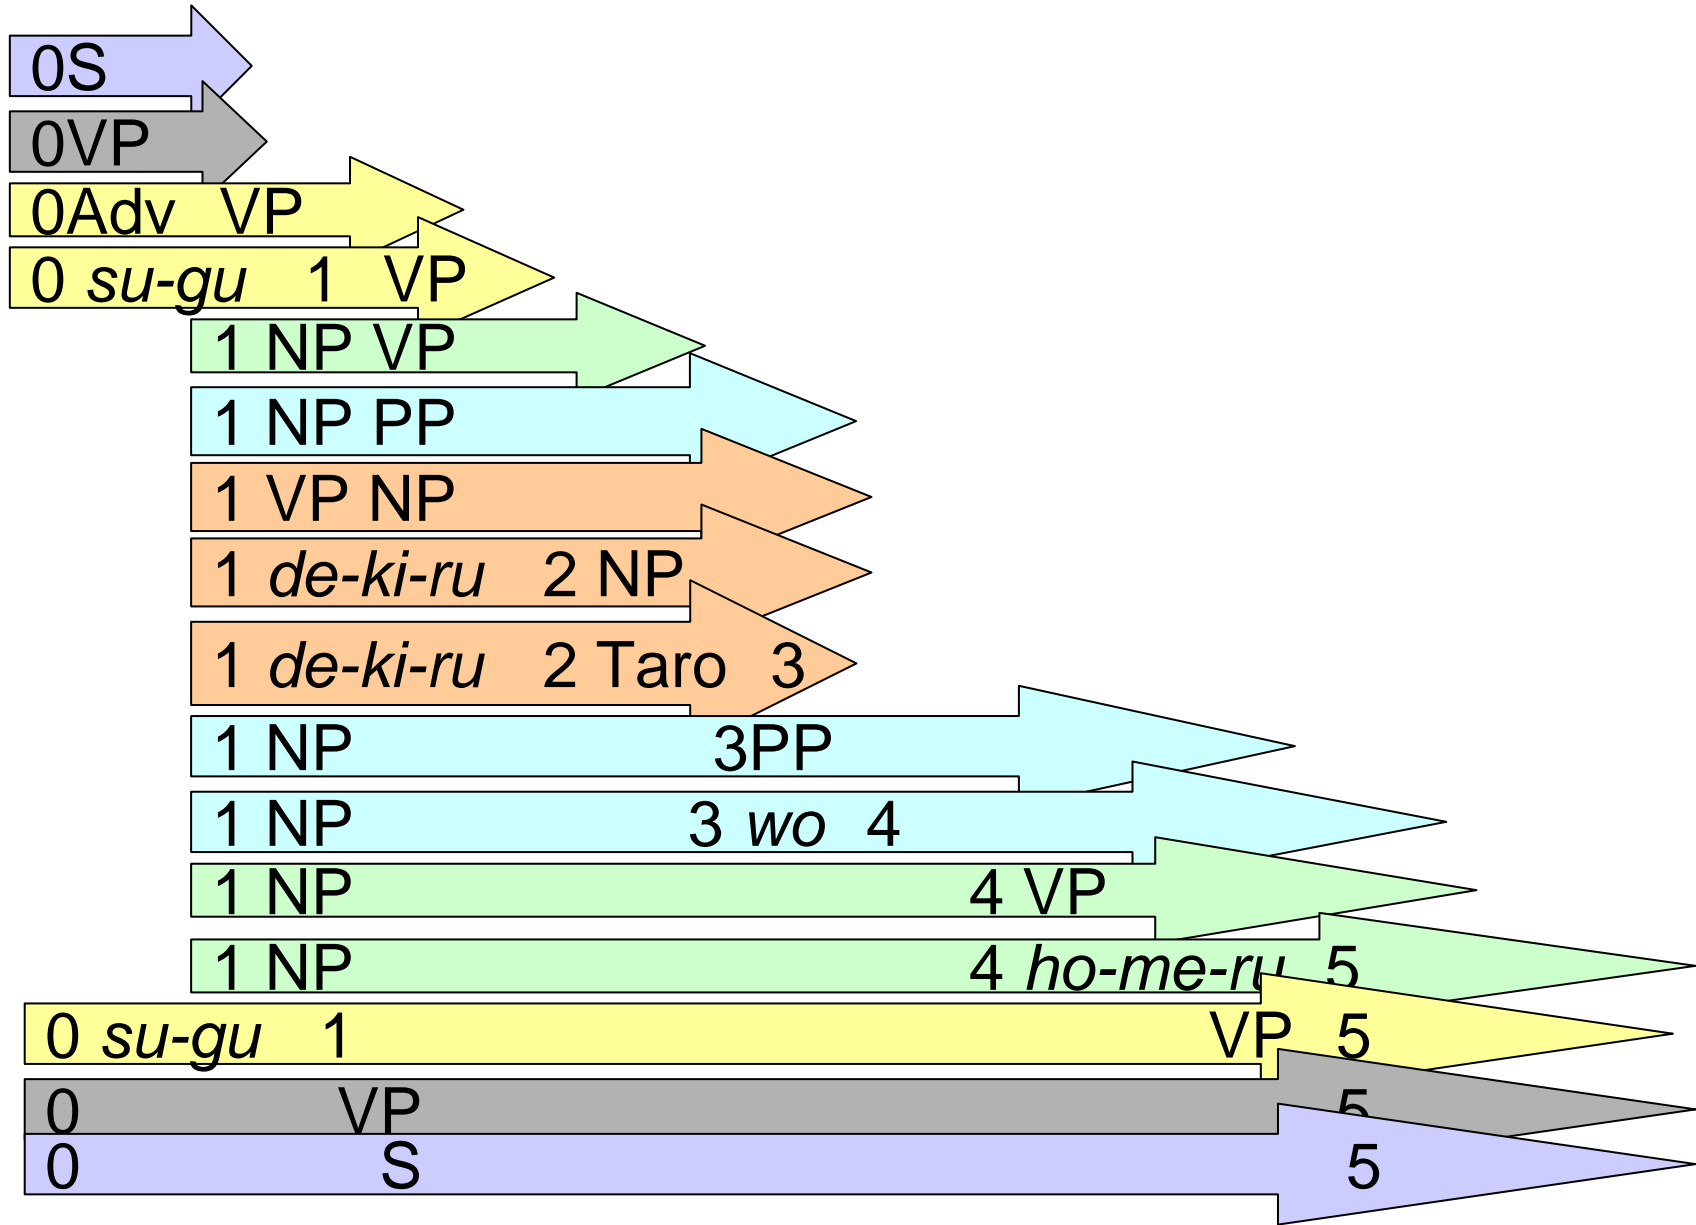 0S
0VP
0Adv VP
0 su-gu 1 VP
1 NP VP
1 NP PP
1 VP NP
1 de-ki-ru 2 NP
1 de-ki-ru 2 Taro 3
1 NP 3PP
1 NP 3 wo 4
1 NP 4 VP
1 NP 4 ho-me-ru 5
0 su-gu 1 VP 5
0 VP 5
0 S 5